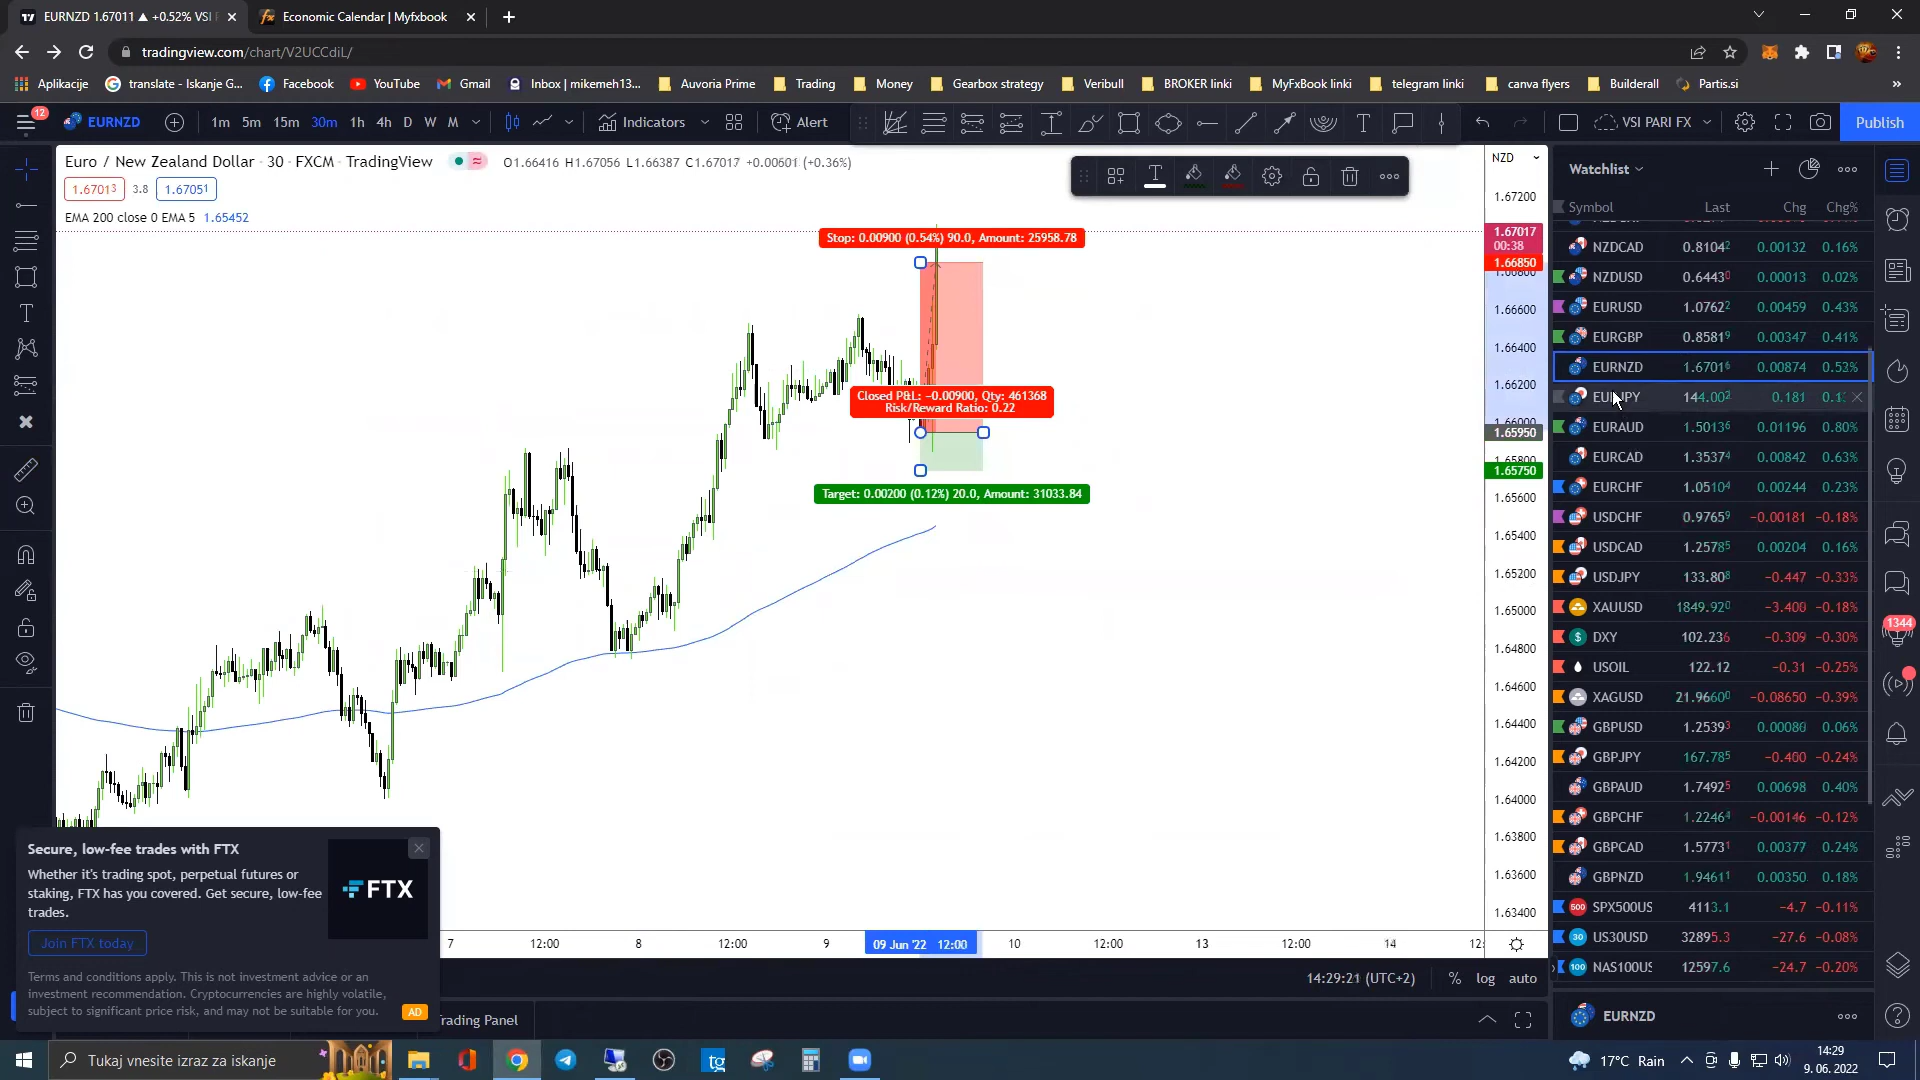 EURNZD 1.67011 ▲ +0.52% VSI
Economic Calendar | Myfxbook
tradingview.com/chart/V2UCCdiL/
Aplikacije
translate - Iskanje G...
Facebook
YouTube
Gmail
Inbox | mikemeh13...
Auvoria Prime
Trading
Money
Gearbox strategy
Veribull
BROKER linki
MyFxBook linki
telegram linki
canva flyers
Builderall
Partis.si
»
12
EURNZD
1m 5m 15m 30m 1h 4h D W M
Indicators
Alert
VSI PARI FX
Publish
Euro / New Zealand Dollar · 30 · FXCM · TradingView
O1.66416 H1.67056 L1.66387 C1.67017 +0.00601 (+0.36%)
1.67013 3.8 1.67051
EMA 200 close 0 EMA 5 1.65452
Stop: 0.00900 (0.54%) 90.0, Amount: 25958.78
Closed P&L: −0.00900, Qty: 461368
Risk/Reward Ratio: 0.22
Target: 0.00200 (0.12%) 20.0, Amount: 31033.84
NZD
1.67200
1.67017
00:38
1.66850
1.66800
1.66600
1.66400
1.66200
1.66000
1.65950
1.65800
1.65750
1.65600
1.65400
1.65200
1.65000
1.64800
1.64600
1.64400
1.64200
1.64000
1.63800
1.63600
1.63400
Watchlist
Symbol Last Chg Chg%
NZDCAD 0.81042 0.00132 0.16%
NZDUSD 0.64430 0.00013 0.02%
EURUSD 1.07622 0.00459 0.43%
EURGBP 0.85819 0.00347 0.41%
EURNZD 1.67016 0.00874 0.53%
EURJPY 144.002 0.181
EURAUD 1.50136 0.01196 0.80%
EURCAD 1.35374 0.00842 0.63%
EURCHF 1.05104 0.00244 0.23%
USDCHF 0.97659 −0.00181 −0.18%
USDCAD 1.25785 0.00204 0.16%
USDJPY 133.808 −0.447 −0.33%
XAUUSD 1849.920 −3.400 −0.18%
DXY 102.236 −0.309 −0.30%
USOIL 122.12 −0.31 −0.25%
XAGUSD 21.96600 −0.08650 −0.39%
GBPUSD 1.25393 0.00080 0.06%
GBPJPY 167.785 −0.400 −0.24%
GBPAUD 1.74925 0.00698 0.40%
GBPCHF 1.22464 −0.00146 −0.12%
GBPCAD 1.57731 0.00377 0.24%
GBPNZD 1.94611 0.00350 0.18%
500 SPX500US 4113.1 −4.7 −0.11%
30 US30USD 32895.3 −27.6 −0.08%
100 NAS100US 12597.6 −24.7 −0.20%
EURNZD
1344
Secure, low-fee trades with FTX
Whether it's trading spot, perpetual futures or
staking, FTX has you covered. Get secure, low-fee
trades.
FTX
Join FTX today
Terms and conditions apply. This is not investment advice or an
investment recommendation. Cryptocurrencies are highly volatile,
subject to significant price risk, and may not be suitable for you.
AD
7 12:00 8 12:00 9 09 Jun '22 12:00 10 12:00 13 12:00 14 12:
14:29:21 (UTC+2) % log auto
Trading Panel
Tukaj vnesite izraz za iskanje
tg
17°C Rain
14:29
9. 06. 2022